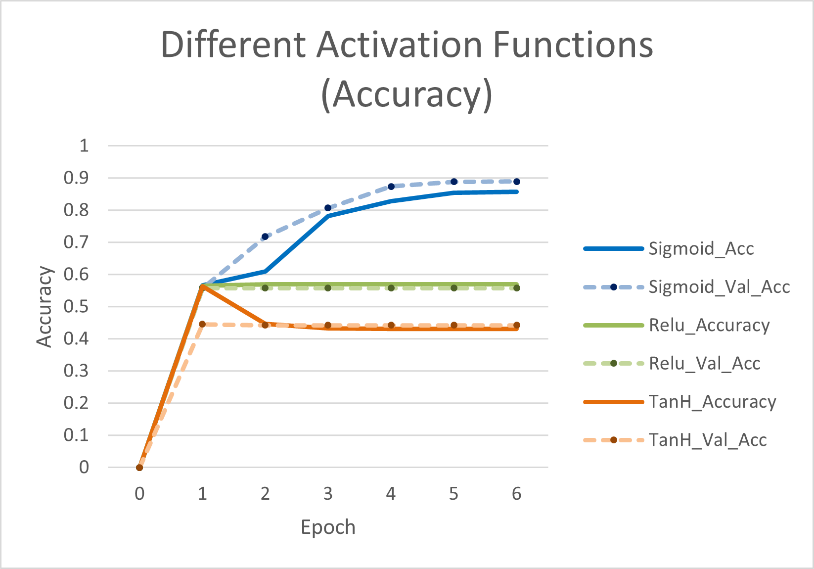 Different Activation Functions
(Accuracy)
1
0.9
0.8
0.7
0.6
0.5
0.4
0.3
0.2
0.1
0
Accuracy
0 1 2 3 4 5 6
Epoch
Sigmoid_Acc
Sigmoid_Val_Acc
Relu_Accuracy
Relu_Val_Acc
TanH_Accuracy
TanH_Val_Acc